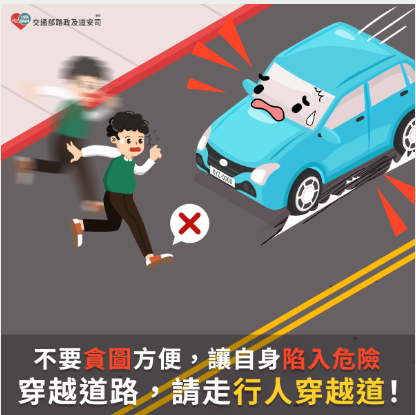 交通部路政及道安司
不要貪圖方便，讓自身陷入危險
穿越道路，請走行人穿越道！